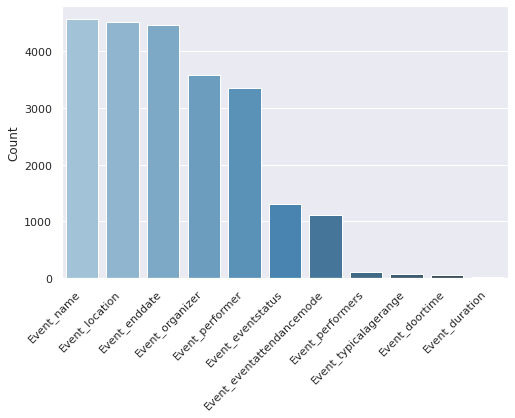 4000
3000
2000
1000
0
Count
Event_name
Event_location
Event_enddate
Event_organizer
Event_performer
Event_eventstatus
Event_eventattendancemode
Event_performers
Event_typicalagerange
Event_doortime
Event_duration